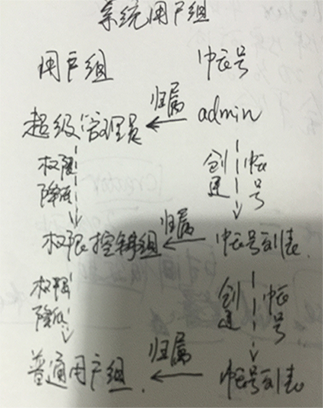 系统用户组
用户组 帐号
超级管理员 归属 admin
权限降低 创建 帐号
权限控制组 归属 帐号列表
权限降低 创建 帐号
普通用户组 归属 帐号列表